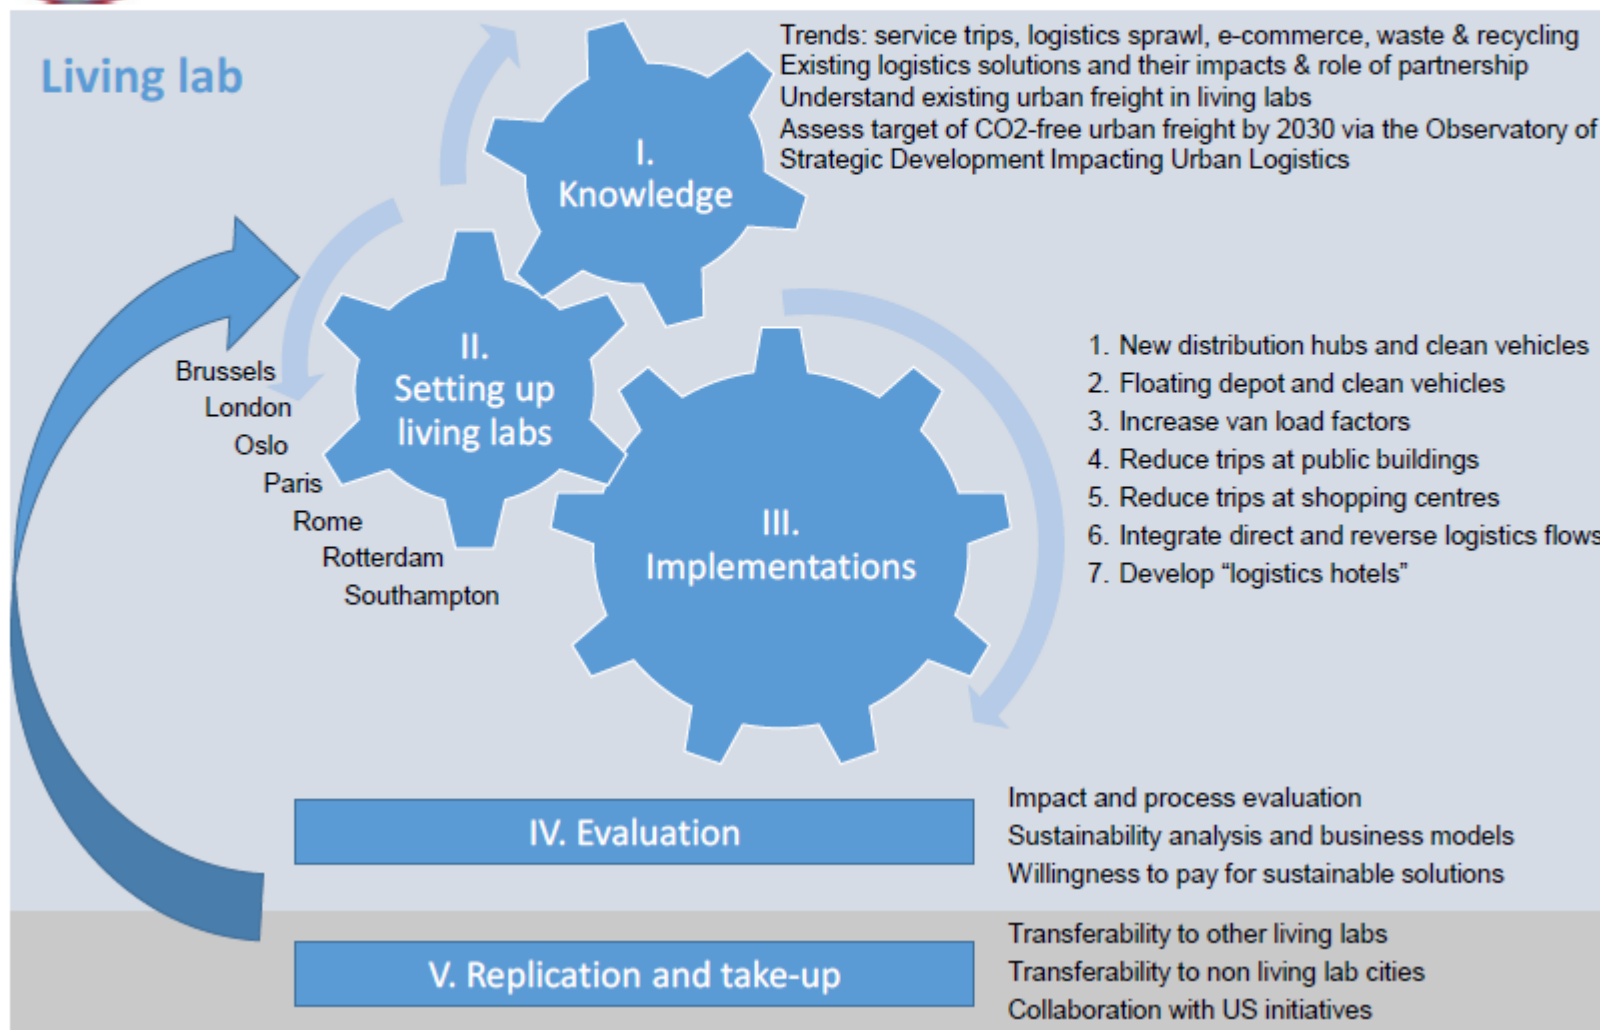 Living lab
Trends: service trips, logistics sprawl, e-commerce, waste & recycling
Existing logistics solutions and their impacts & role of partnership
Understand existing urban freight in living labs
Assess target of CO2-free urban freight by 2030 via the Observatory of
Strategic Development Impacting Urban Logistics
I.
Knowledge
II.
Setting up
living labs
Brussels
London
Oslo
Paris
Rome
Rotterdam
Southampton
III.
Implementations
1. New distribution hubs and clean vehicles
2. Floating depot and clean vehicles
3. Increase van load factors
4. Reduce trips at public buildings
5. Reduce trips at shopping centres
6. Integrate direct and reverse logistics flows
7. Develop “logistics hotels”
IV. Evaluation
Impact and process evaluation
Sustainability analysis and business models
Willingness to pay for sustainable solutions
V. Replication and take-up
Transferability to other living labs
Transferability to non living lab cities
Collaboration with US initiatives